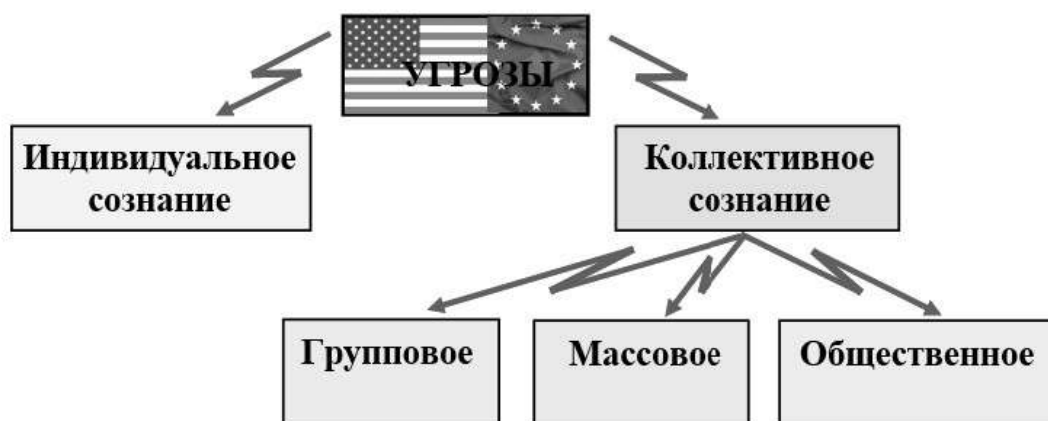 УГРОЗЫ
Индивидуальное
сознание
Коллективное
сознание
Групповое
Массовое
Общественное